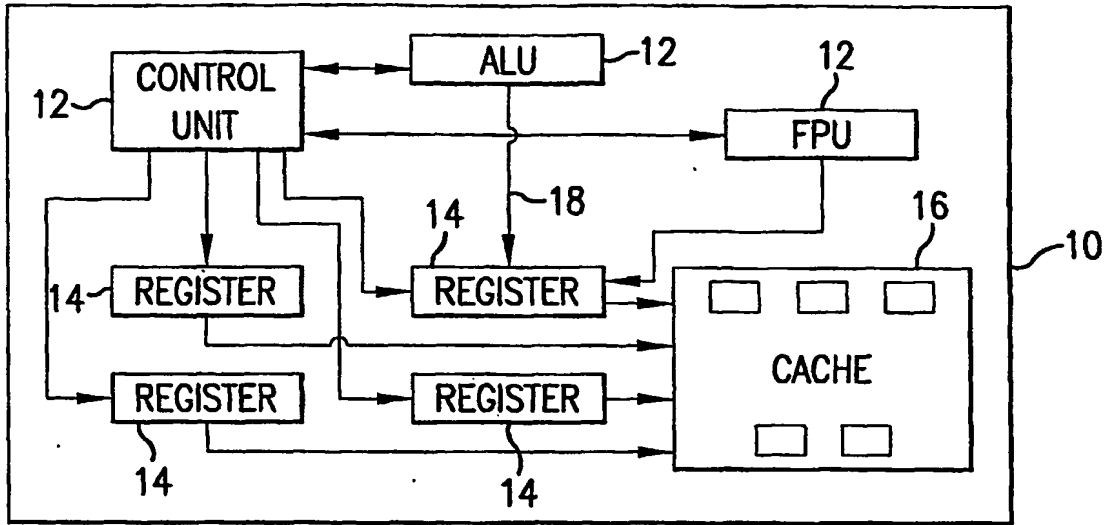 CONTROL
UNIT
12
ALU
12
12
FPU
18
14
16
10
14
REGISTER
REGISTER
CACHE
REGISTER
REGISTER
14
14